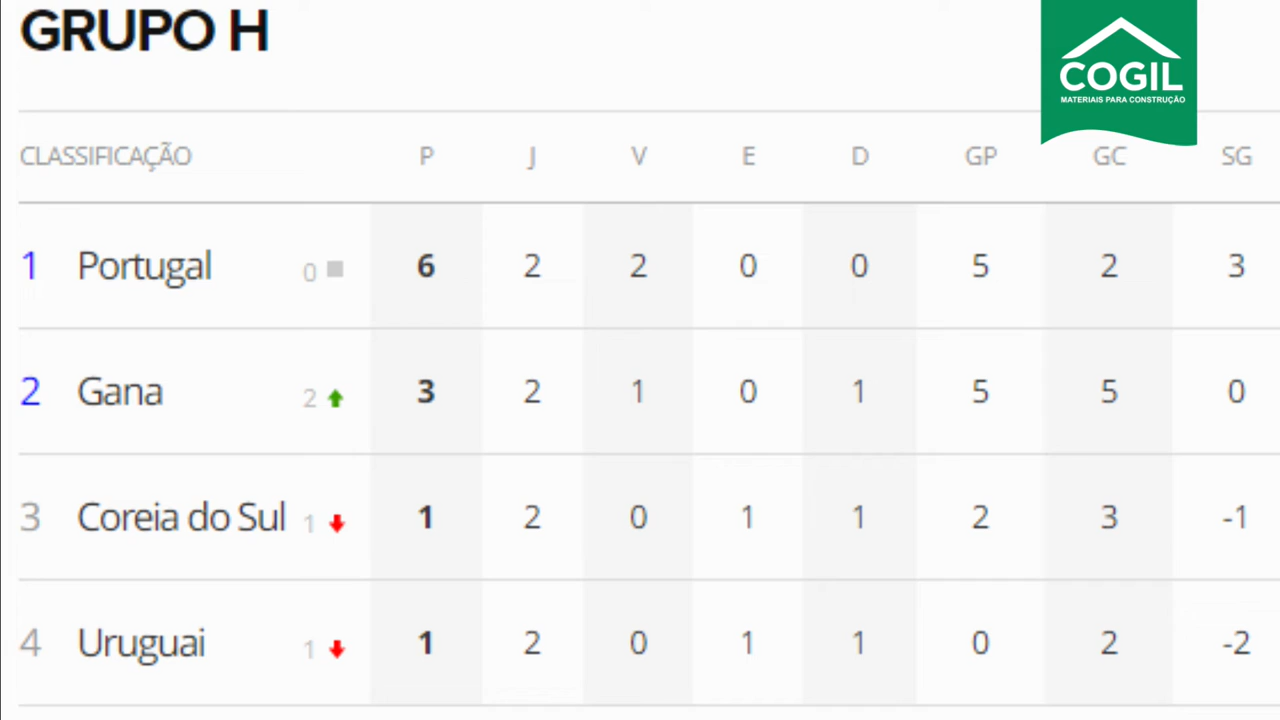 GRUPO H
COGIL
MATERIAIS PARA CONSTRUÇÃO
CLASSIFICAÇÃO P J V E D GP GC SG
1 Portugal 0 6 2 2 0 0 5 2 3
2 Gana 2 3 2 1 0 1 5 5 0
3 Coreia do Sul 1 1 2 0 1 1 2 3 -1
4 Uruguai 1 1 2 0 1 1 0 2 -2